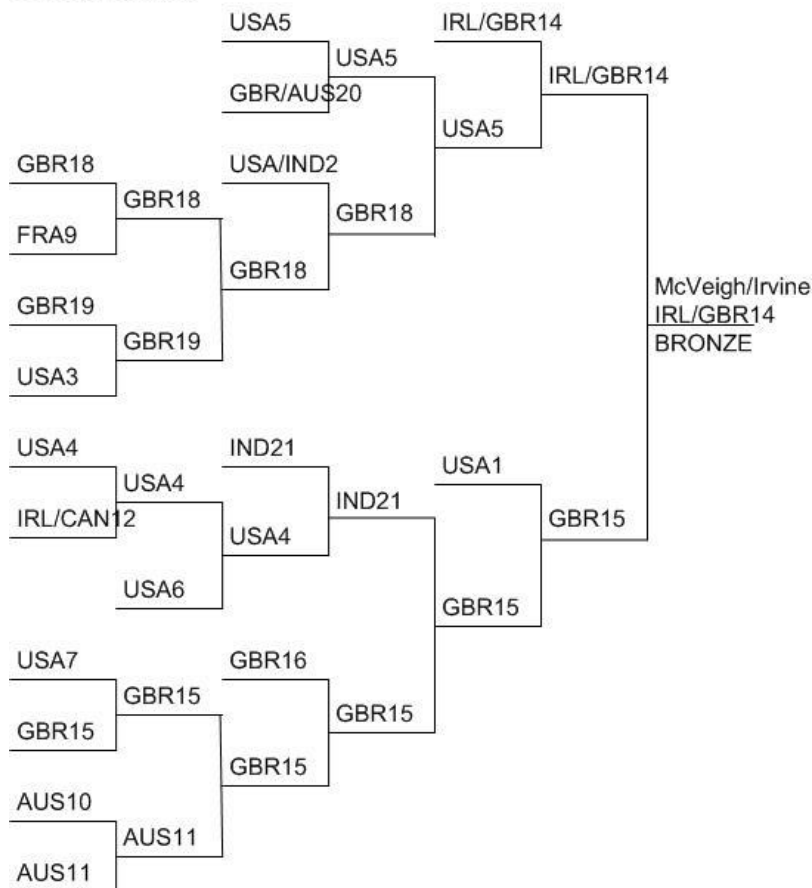 USA5
IRL/GBR14
USA5
IRL/GBR14
GBR/AUS20
USA5
GBR18
USA/IND2
GBR18
GBR18
FRA9
GBR18
McVeigh/Irvine
GBR19
IRL/GBR14
GBR19
BRONZE
USA3
USA4
IND21
USA1
USA4
IND21
IRL/CAN12
GBR15
USA4
USA6
GBR15
USA7
GBR16
GBR15
GBR15
GBR15
GBR15
AUS10
AUS11
AUS11